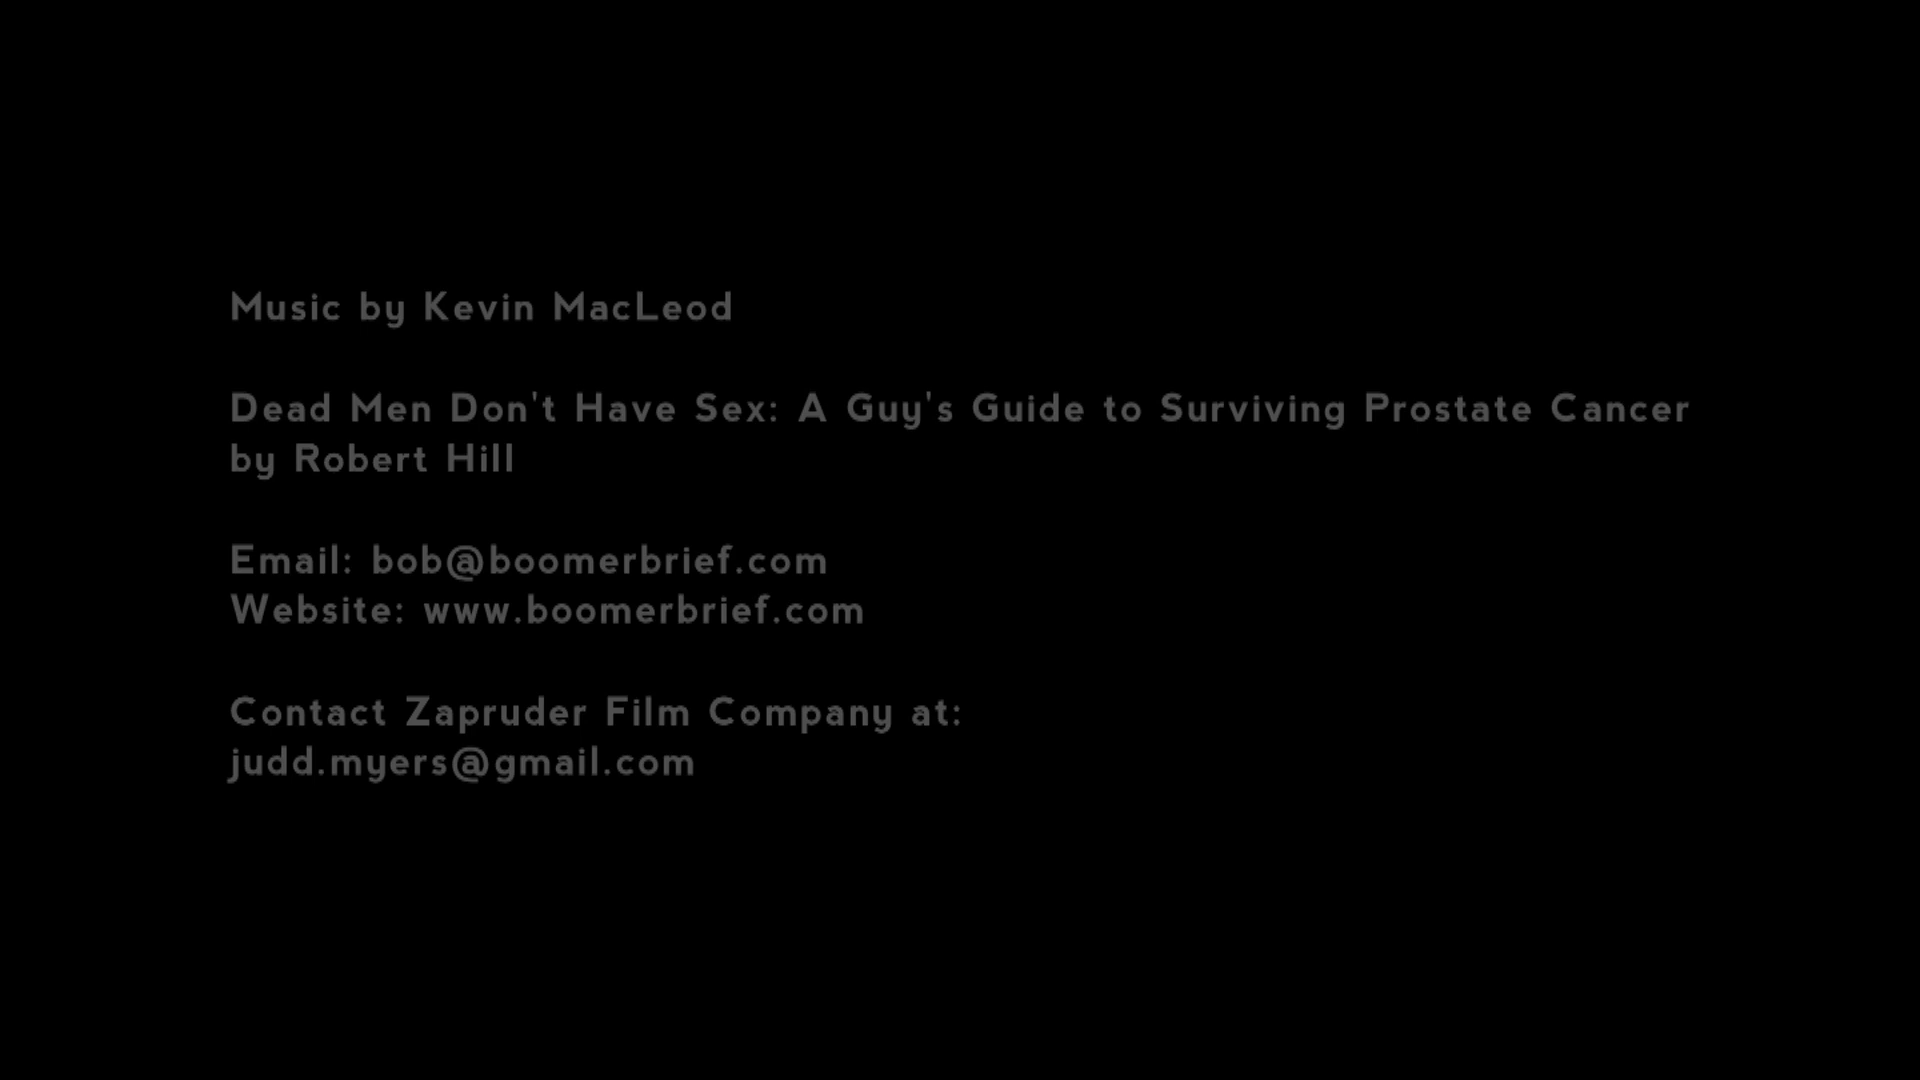 Music by Kevin MacLeod
Dead Men Don't Have Sex: A Guy's Guide to Surviving Prostate Cancer
by Robert Hill
Email: bob@boomerbrief.com
Website: www.boomerbrief.com
Contact Zapruder Film Company at:
judd.myers@gmail.com